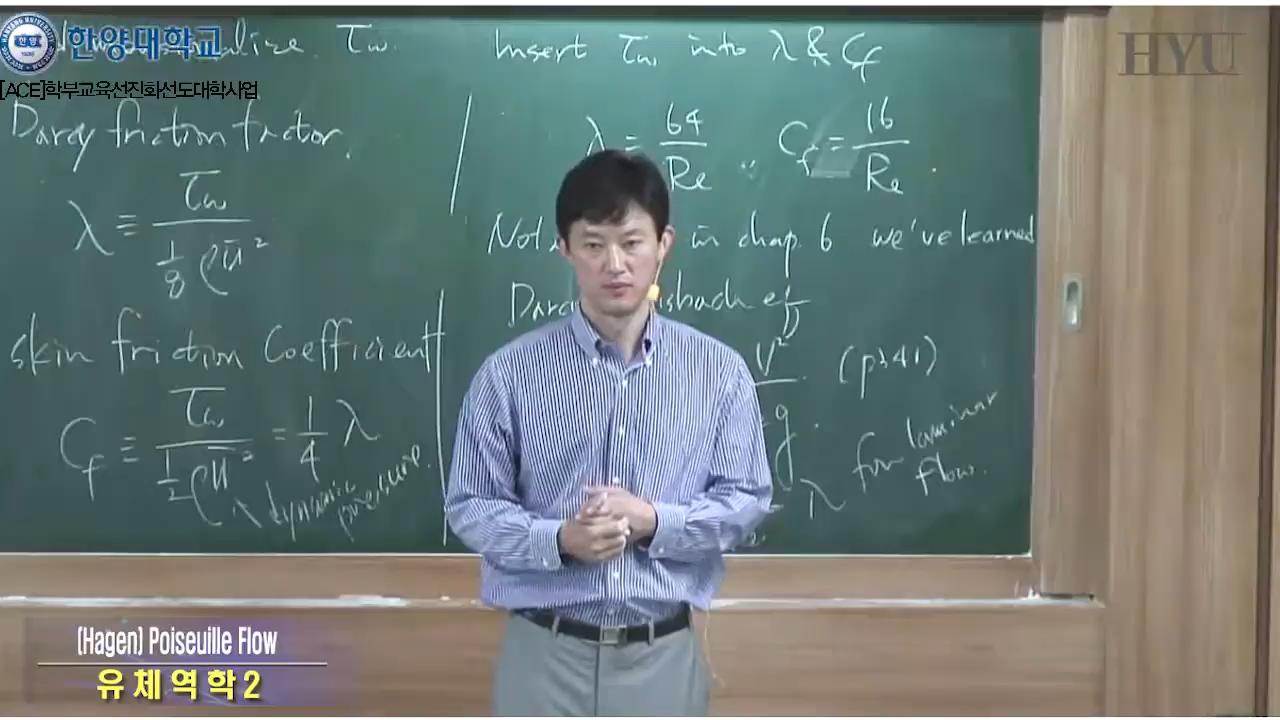 한양대학교
[ACE]학부교육선진화선도대학사업
HYU
τw.
Darcy friction factor.
λ ≡ τw / (1/8 ρū²)
skin friction Coefficient
Cf ≡ τw / (1/2 ρū²) = 1/4 λ
dynamic pressure.
Insert τw into λ & Cf
λ = 64/Re Cf = 16/Re
in chap. 6 we've learned
V² (p341)
g.
λ for laminar flow.
(Hagen) Poiseuille Flow
유체역학2